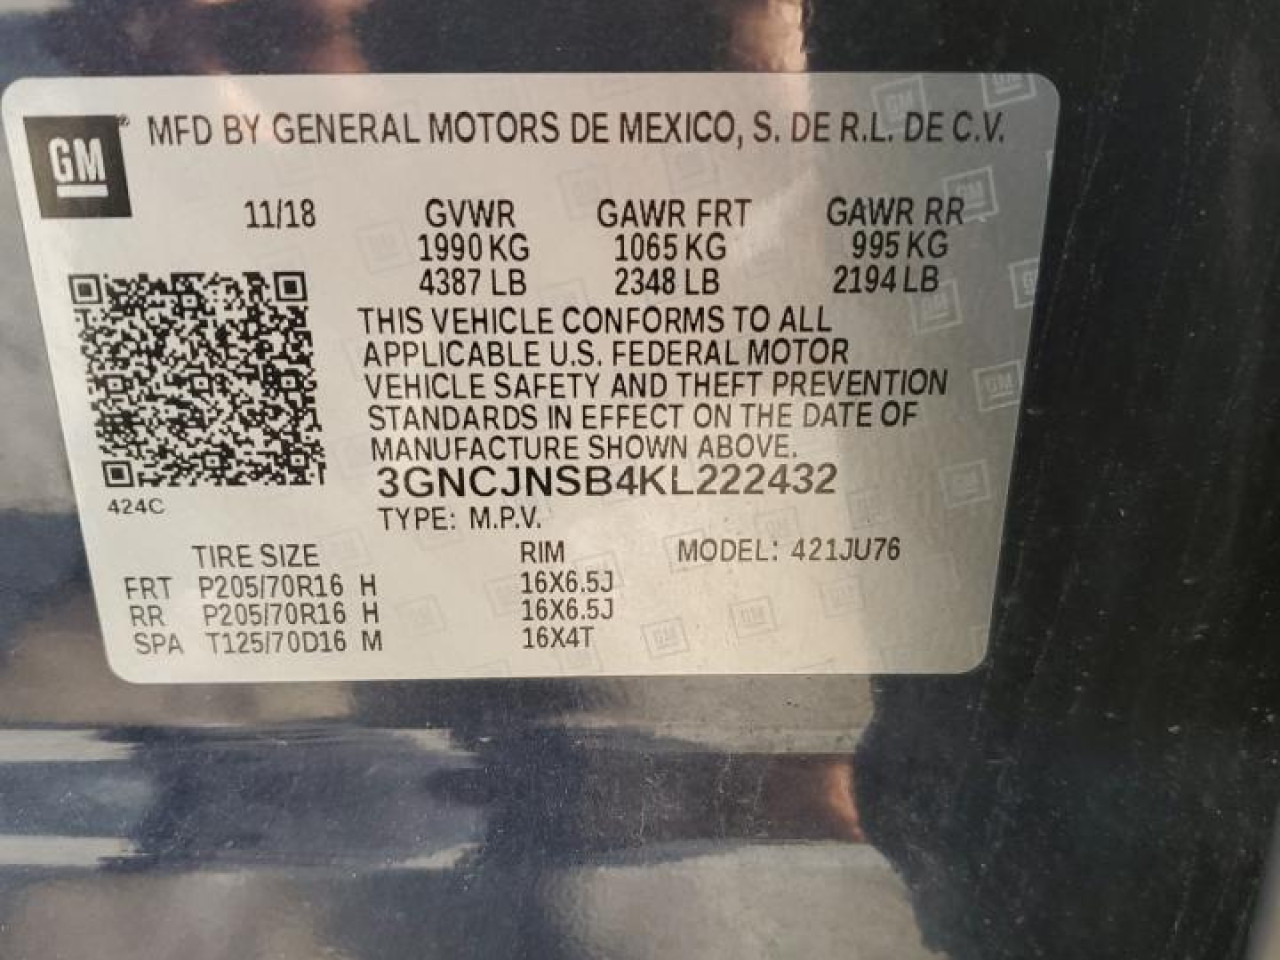 GM ® MFD BY GENERAL MOTORS DE MEXICO, S. DE R.L. DE C.V.
11/18 GVWR GAWR FRT GAWR RR
1990 KG 1065 KG 995 KG
4387 LB 2348 LB 2194 LB
THIS VEHICLE CONFORMS TO ALL
APPLICABLE U.S. FEDERAL MOTOR
VEHICLE SAFETY AND THEFT PREVENTION
STANDARDS IN EFFECT ON THE DATE OF
MANUFACTURE SHOWN ABOVE.
3GNCJNSB4KL222432
424C
TYPE: M.P.V.
TIRE SIZE RIM MODEL: 421JU76
FRT P205/70R16 H 16X6.5J
RR P205/70R16 H 16X6.5J
SPA T125/70D16 M 16X4T